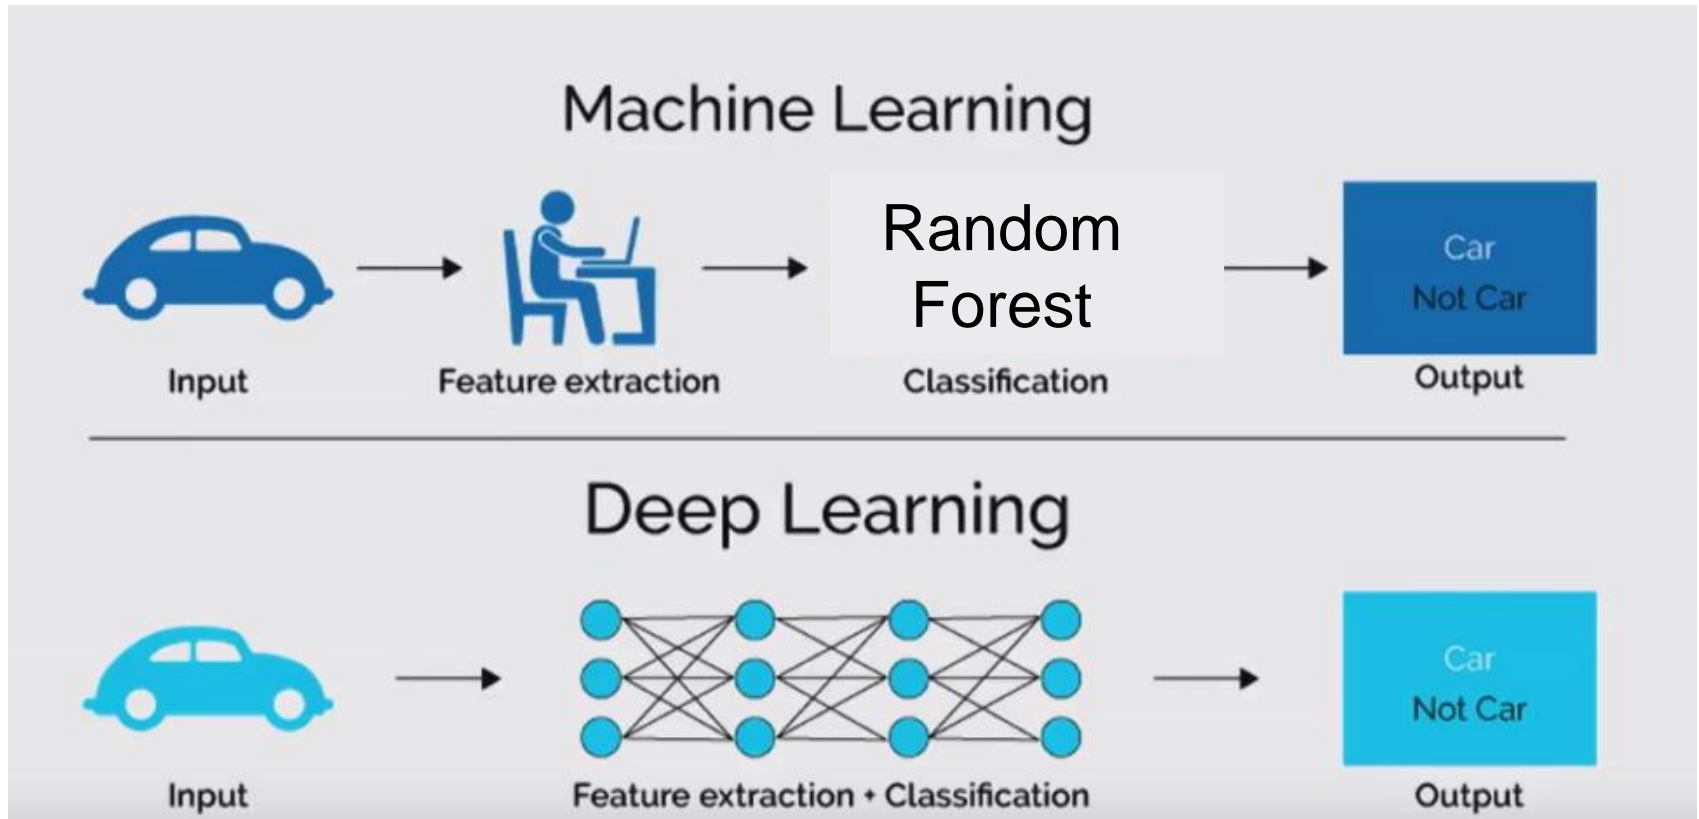 Machine Learning
Random
Forest
Car
Not Car
Input
Feature extraction
Classification
Output
Deep Learning
Car
Not Car
Input
Feature extraction + Classification
Output